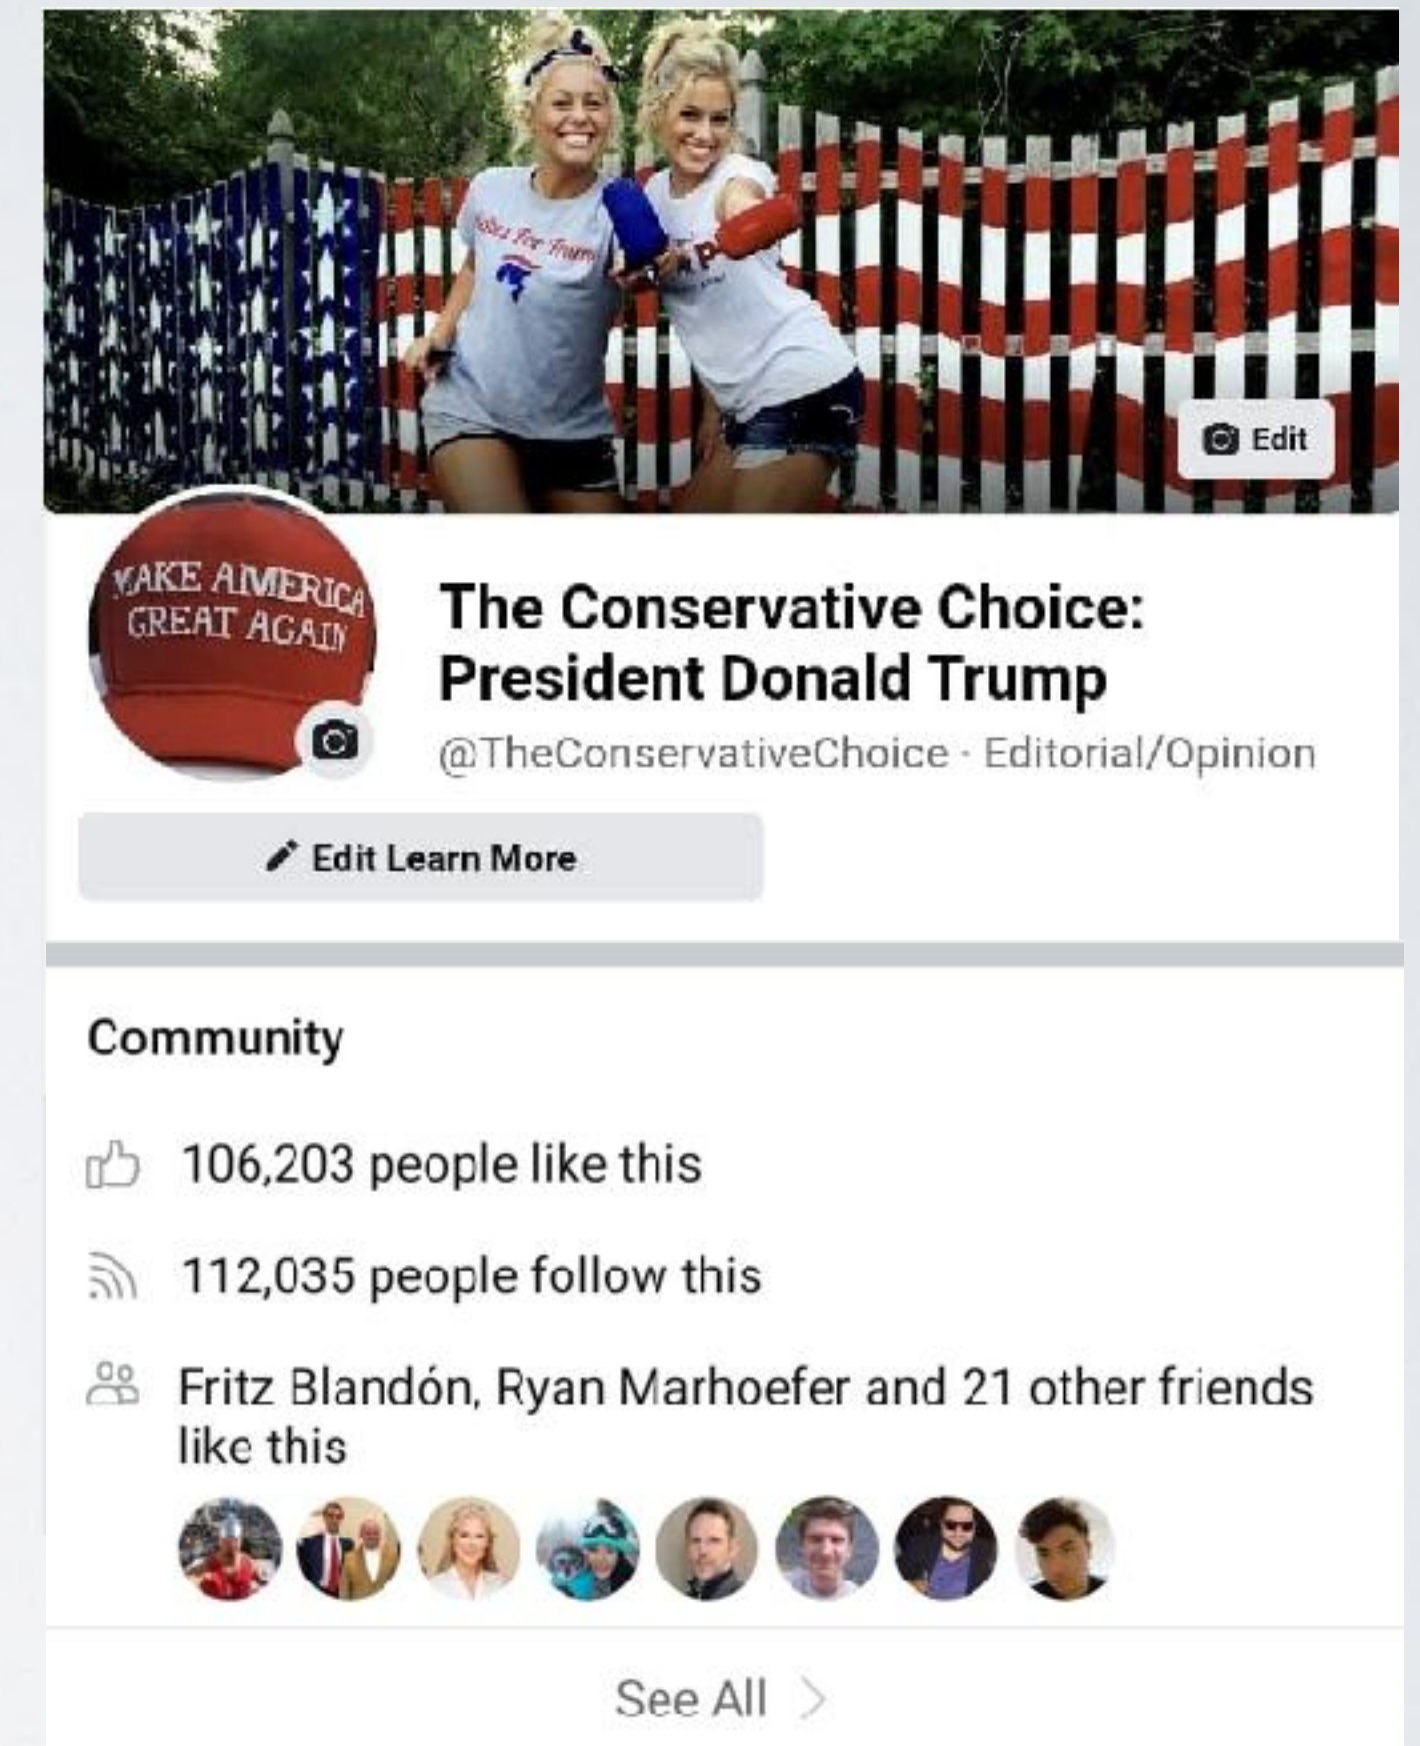 For Trump
MAKE AMERICA
GREAT AGAIN
Edit
The Conservative Choice:
President Donald Trump
@TheConservativeChoice · Editorial/Opinion
Edit Learn More
Community
106,203 people like this
112,035 people follow this
Fritz Blandón, Ryan Marhoefer and 21 other friends
like this
See All